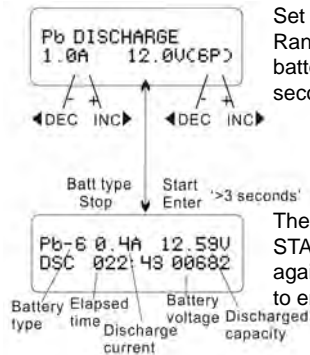 Set
Pb DISCHARGE
Ran
1.0A 12.0V(6P)
batte
seco
- + - +
◀DEC INC▶ ◀DEC INC▶
Batt type Start
Stop Enter '>3 seconds'
The
Pb-6 0.4A 12.59V
STA
DSC 022:43 00682
agai
to er
Battery type
Elapsed time
Discharge current
Battery voltage
Discharged capacity